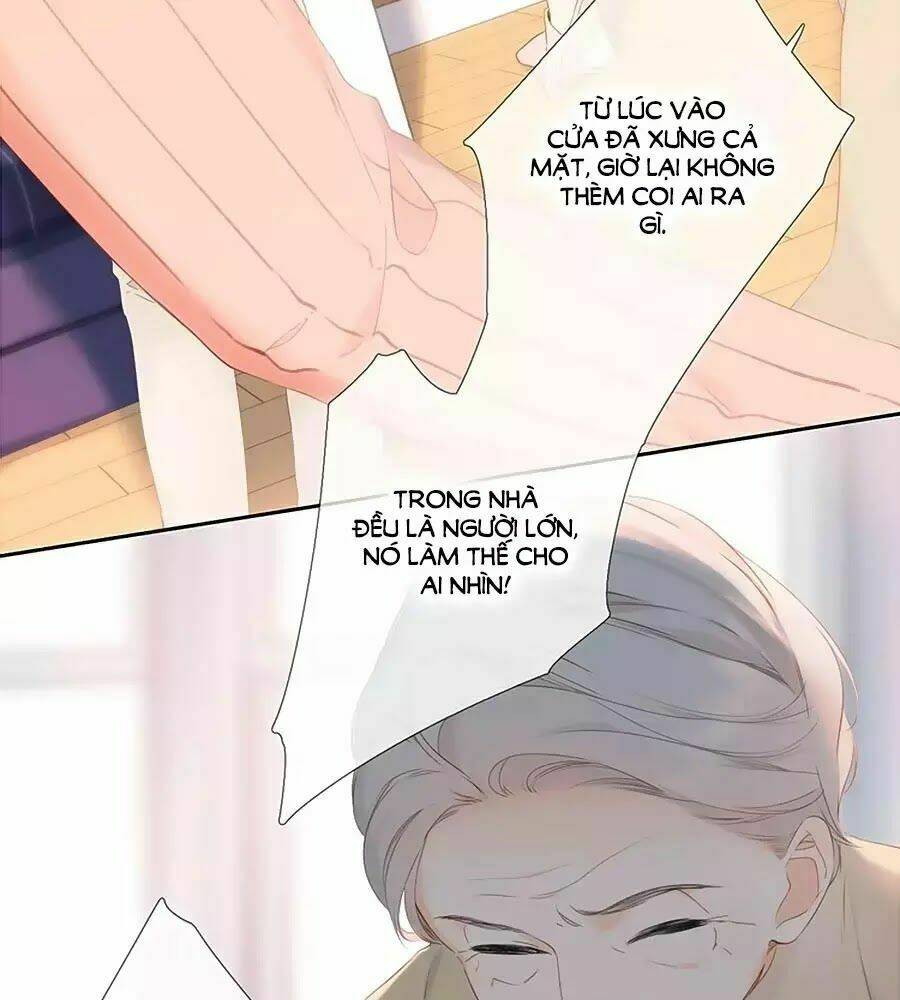 TỪ LÚC VÀO
CỬA ĐÃ XƯNG CẢ
MẶT, GIỜ LẠI KHÔNG
THÈM COI AI RA
GÌ.
TRONG NHÀ
ĐỀU LÀ NGƯỜI LỚN,
NÓ LÀM THẾ CHO
AI NHÌN!